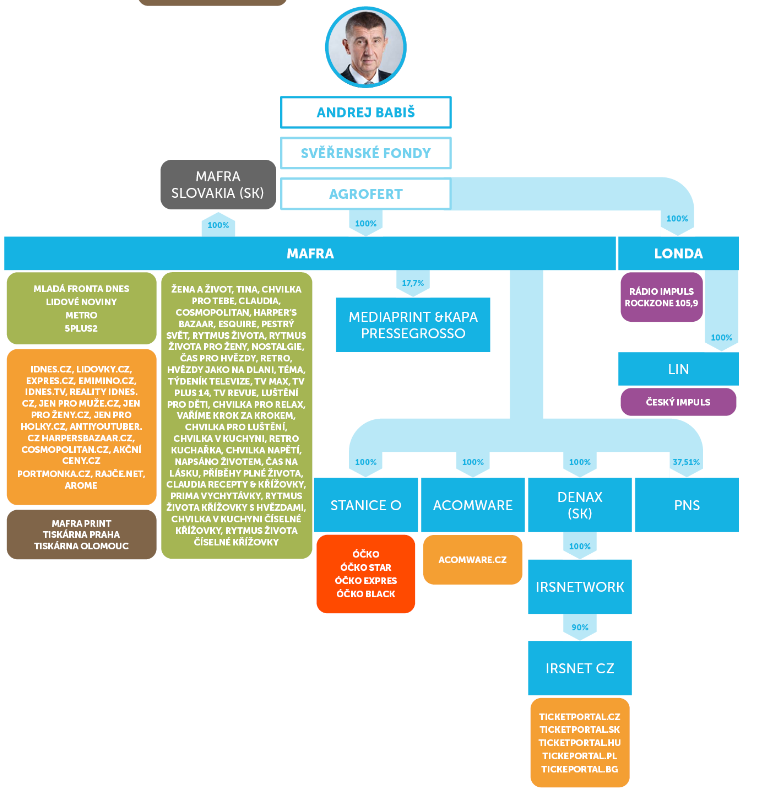 ANDREJ BABIŠ
SVĚŘENSKÉ FONDY
AGROFERT
MAFRA
SLOVAKIA (SK)
100%
100%
100%
MAFRA
LONDA
MLADÁ FRONTA DNES
LIDOVÉ NOVINY
METRO
5PLUS2
IDNES.CZ, LIDOVKY.CZ,
EXPRES.CZ, EMIMINO.CZ,
IDNES.TV, REALITY IDNES.
CZ, JEN PRO MUŽE.CZ, JEN
PRO ŽENY.CZ, JEN PRO
HOLKY.CZ, ANTIYOUTUBER.
CZ HARPERSBAZAAR.CZ,
COSMOPOLITAN.CZ, AKČNÍ
CENY.CZ
PORTMONKA.CZ, RAJČE.NET,
AROME
MAFRA PRINT
TISKÁRNA PRAHA
TISKÁRNA OLOMOUC
ŽENA A ŽIVOT, TINA, CHVILKA
PRO TEBE, CLAUDIA,
COSMOPOLITAN, HARPER'S
BAZAAR, ESQUIRE, PESTRÝ
SVĚT, RYTMUS ŽIVOTA, RYTMUS
ŽIVOTA PRO ŽENY, NOSTALGIE,
ČAS PRO HVĚZDY, RETRO,
HVĚZDY JAKO NA DLANI, TÉMA,
TÝDENÍK TELEVIZE, TV MAX, TV
PLUS 14, TV REVUE, LUŠTĚNÍ
PRO DĚTI, CHVILKA PRO RELAX,
VAŘÍME KROK ZA KROKEM,
CHVILKA PRO LUŠTĚNÍ,
CHVILKA V KUCHYNI, RETRO
KUCHAŘKA, CHVILKA NAPĚTÍ,
NAPSÁNO ŽIVOTEM, ČAS NA
LÁSKU, PŘÍBĚHY PLNÉ ŽIVOTA,
CLAUDIA RECEPTY & KŘÍŽOVKY,
PRIMA VYCHYTÁVKY, RYTMUS
ŽIVOTA KŘÍŽOVKY S HVĚZDAMI,
CHVILKA V KUCHYNI ČÍSELNÉ
KŘÍŽOVKY, RYTMUS ŽIVOTA
ČÍSELNÉ KŘÍŽOVKY
17,7%
MEDIAPRINT &KAPA
PRESSEGROSSO
RÁDIO IMPULS
ROCKZONE 105,9
100%
LIN
ČESKÝ IMPULS
100%
100%
100%
37,51%
STANICE O
ACOMWARE
DENAX
(SK)
PNS
ÓČKO
ÓČKO STAR
ÓČKO EXPRES
ÓČKO BLACK
ACOMWARE.CZ
100%
IRSNETWORK
90%
IRSNET CZ
TICKETPORTAL.CZ
TICKETPORTAL.SK
TICKETPORTAL.HU
TICKEPORTAL.PL
TICKEPORTAL.BG